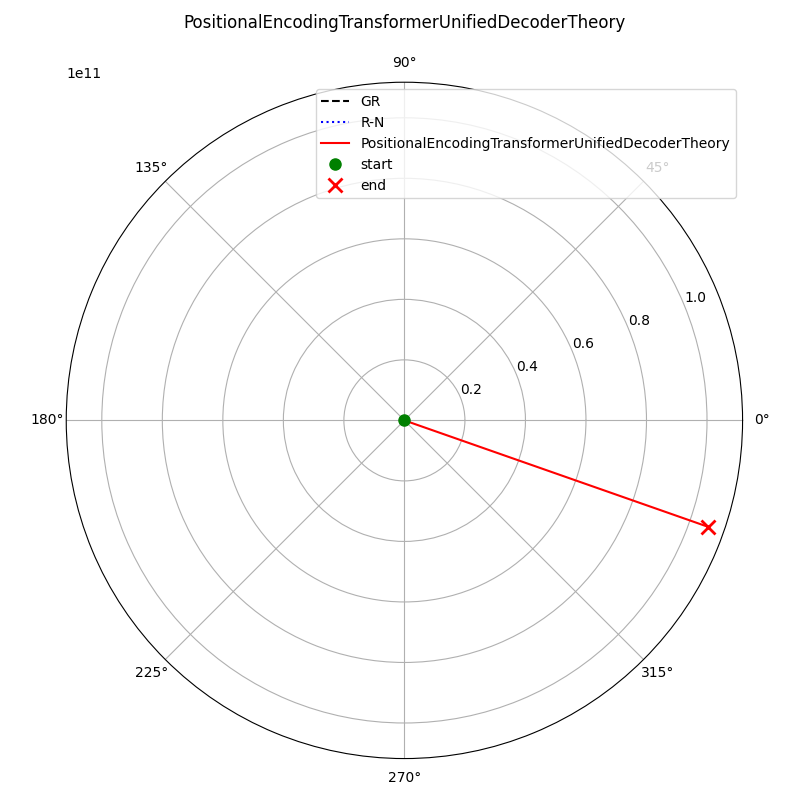 PositionalEncodingTransformerUnifiedDecoderTheory
1e11
90°
GR
R-N
PositionalEncodingTransformerUnifiedDecoderTheory
start
end
135°
45°
1.0
0.8
0.6
0.4
0.2
180°
0°
225°
315°
270°